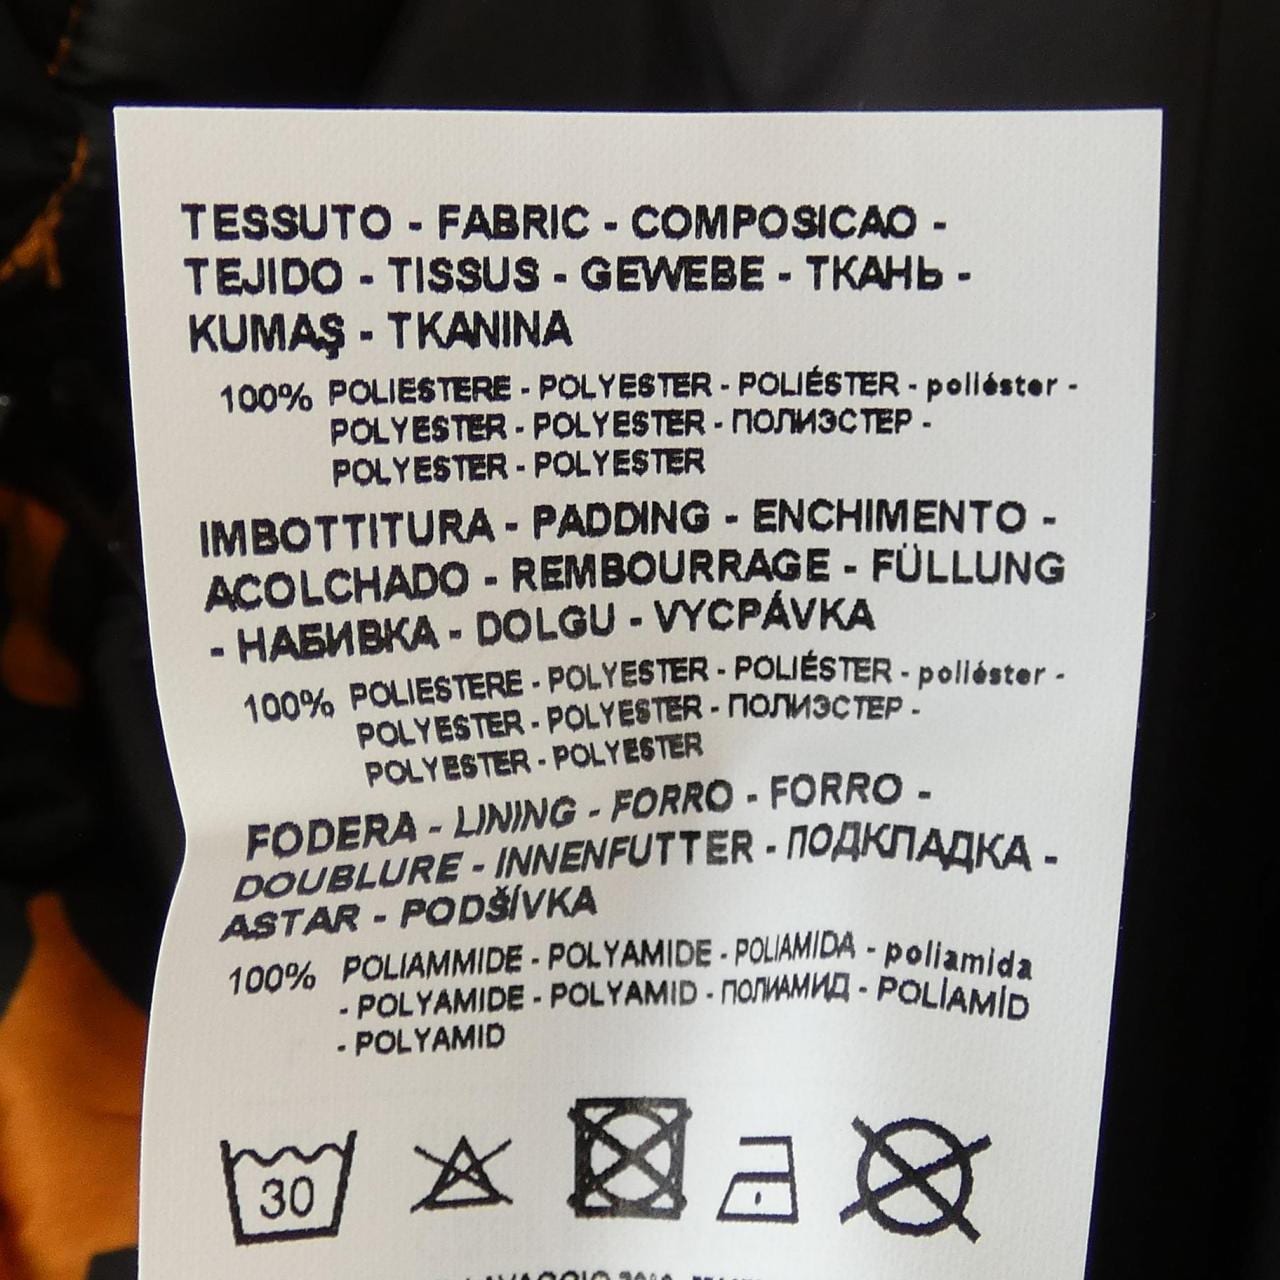 TESSUTO - FABRIC - COMPOSICAO -
TEJIDO - TISSUS - GEWEBE - ТКАНЬ -
KUMAŞ - TKANINA
100% POLIESTERE - POLYESTER - POLIÉSTER - poliéster -
POLYESTER - POLYESTER - ПОЛИЭСТЕР -
POLYESTER - POLYESTER
IMBOTTITURA - PADDING - ENCHIMENTO -
ACOLCHADO - REMBOURRAGE - FÜLLUNG
- НАБИВКА - DOLGU - VYCPÁVKA
100% POLIESTERE - POLYESTER - POLIÉSTER - poliéster -
POLYESTER - POLYESTER - ПОЛИЭСТЕР -
POLYESTER - POLYESTER
FODERA - LINING - FORRO - FORRO -
DOUBLURE - INNENFUTTER - ПОДКЛАДКА -
ASTAR - PODŠÍVKA
100% POLIAMMIDE - POLYAMIDE - POLIAMIDA - poliamida
- POLYAMIDE - POLYAMID - ПОЛИАМИД - POLİAMİD
- POLYAMID
30